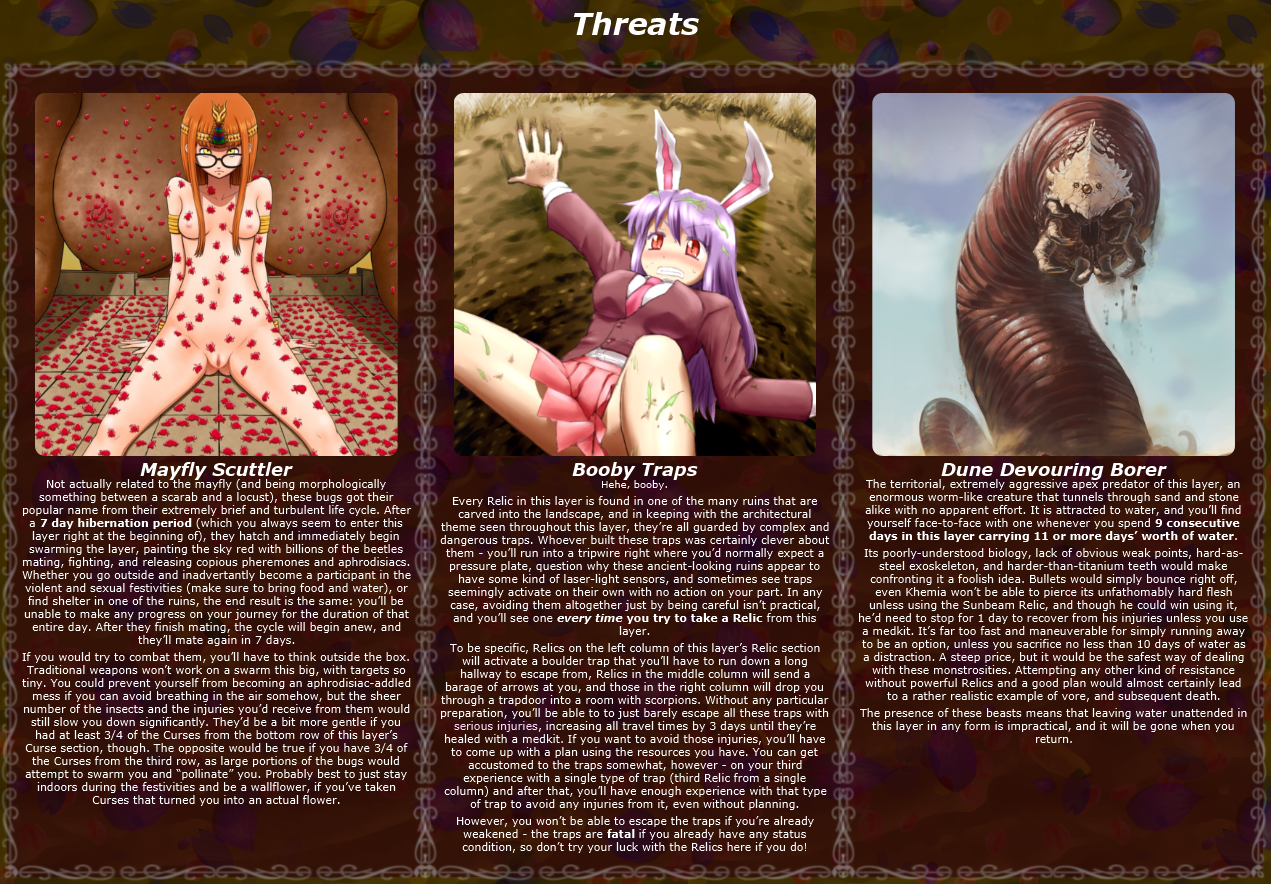 Threats
Mayfly Scuttler
Not actually related to the mayfly (and being morphologically
something between a scarab and a locust), these bugs got their
popular name from their extremely brief and turbulent life cycle. After
a 7 day hibernation period (which you always seem to enter this
layer right at the beginning of), they hatch and immediately begin
swarming the layer, painting the sky red with billions of the beetles
mating, fighting, and releasing copious pheremones and aphrodisiacs.
Whether you go outside and inadvertantly become a participant in the
violent and sexual festivities (make sure to bring food and water), or
find shelter in one of the ruins, the end result is the same: you’ll be
unable to make any progress on your journey for the duration of that
entire day. After they finish mating, the cycle will begin anew, and
they’ll mate again in 7 days.
If you would try to combat them, you’ll have to think outside the box.
Traditional weapons won’t work on a swarm this big, with targets so
tiny. You could prevent yourself from becoming an aphrodisiac-added
mess if you can avoid breathing in the air somehow, but the sheer
number of the insects and the injuries you’d receive from them would
still slow you down significantly. They’d be a bit more gentle if you
had at least 3/4 of the Curses from the bottom row of this layer’s
Curse section, though. The opposite would be true if you have 3/4 of
the Curses from the third row, as large portions of the bugs would
attempt to swarm you and “pollinate” you. Probably best to just stay
indoors during the festivities and be a wallflower, if you’ve taken
Curses that turned you into an actual flower.
Booby Traps
Hehe, booby.
Every Relic in this layer is found in one of the many ruins that are
carved into the landscape, and in keeping with the architectural
theme seen throughout this layer, they’re all guarded by complex and
dangerous traps. Whoever built these traps was certainly clever about
them - you’ll run into a tripwire right where you’d normally expect a
pressure plate, question why these ancient-looking ruins appear to
have some kind of laser-light sensors, and sometimes see traps
seemingly activate on their own with no action on your part. In any
case, avoiding them altogether just by being careful isn’t practical,
and you’ll see one every time you try to take a Relic from this
layer.
To be specific, Relics on the left column of this layer’s Relic section
will activate a boulder trap that you’ll have to run down a long
hallway to escape from, Relics in the middle column will send a
barage of arrows at you, and those in the right column will drop you
through a trapdoor into a room with scorpions. Without any particular
preparation, you’ll be able to to just barely escape all these traps with
serious injuries, increasing all travel times by 3 days until they’re
healed with a medkit. If you want to avoid those injuries, you’ll have
to come up with a plan using the resources you have. You can get
accustomed to the traps somewhat, however - on your third
experience with a single type of trap (third Relic from a single
column) and after that, you’ll have enough experience with that type
of trap to avoid any injuries from it, even without planning.
However, you won’t be able to escape the traps if you’re already
weakened - the traps are fatal if you already have any status
condition, so don’t try your luck with the Relics here if you do!
Dune Devouring Borer
The territorial, extremely aggressive apex predator of this layer, an
enormous worm-like creature that tunnels through sand and stone
alike with no apparent effort. It is attracted to water, and you’ll find
yourself face-to-face with one whenever you spend 9 consecutive
days in this layer carrying 11 or more days’ worth of water.
Its poorly-understood biology, lack of obvious weak points, hard-as-
steel exoskeleton, and harder-than-titanium teeth would make
confronting it a foolish idea. Bullets would simply bounce right off,
even Khemia won’t be able to pierce its unfathomably hard flesh
unless using the Sunbeam Relic, and though he could win using it,
he’d need to stop for 1 day to recover from his injuries unless you use
a medkit. It’s far too fast and maneuverable for simply running away
to be an option, unless you sacrifice no less than 10 days of water as
a distraction. A steep price, but it would be the safest way of dealing
with these monstrosities. Attempting any other kind of resistance
without powerful Relics and a good plan would almost certainly lead
to a rather realistic example of vore, and subsequent death.
The presence of these beasts means that leaving water unattended in
this layer in any form is impractical, and it will be gone when you
return.